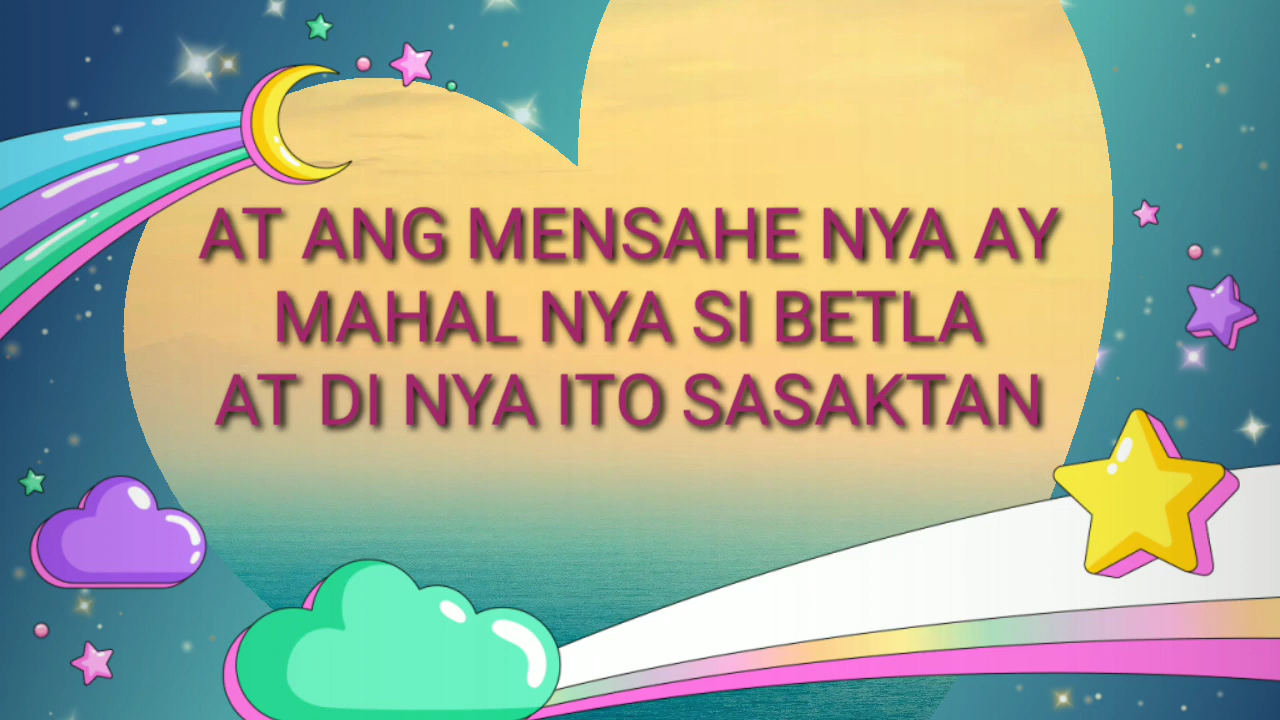 AT ANG MENSAHE NYA AY
MAHAL NYA SI BETLA
AT DI NYA ITO SASAKTAN